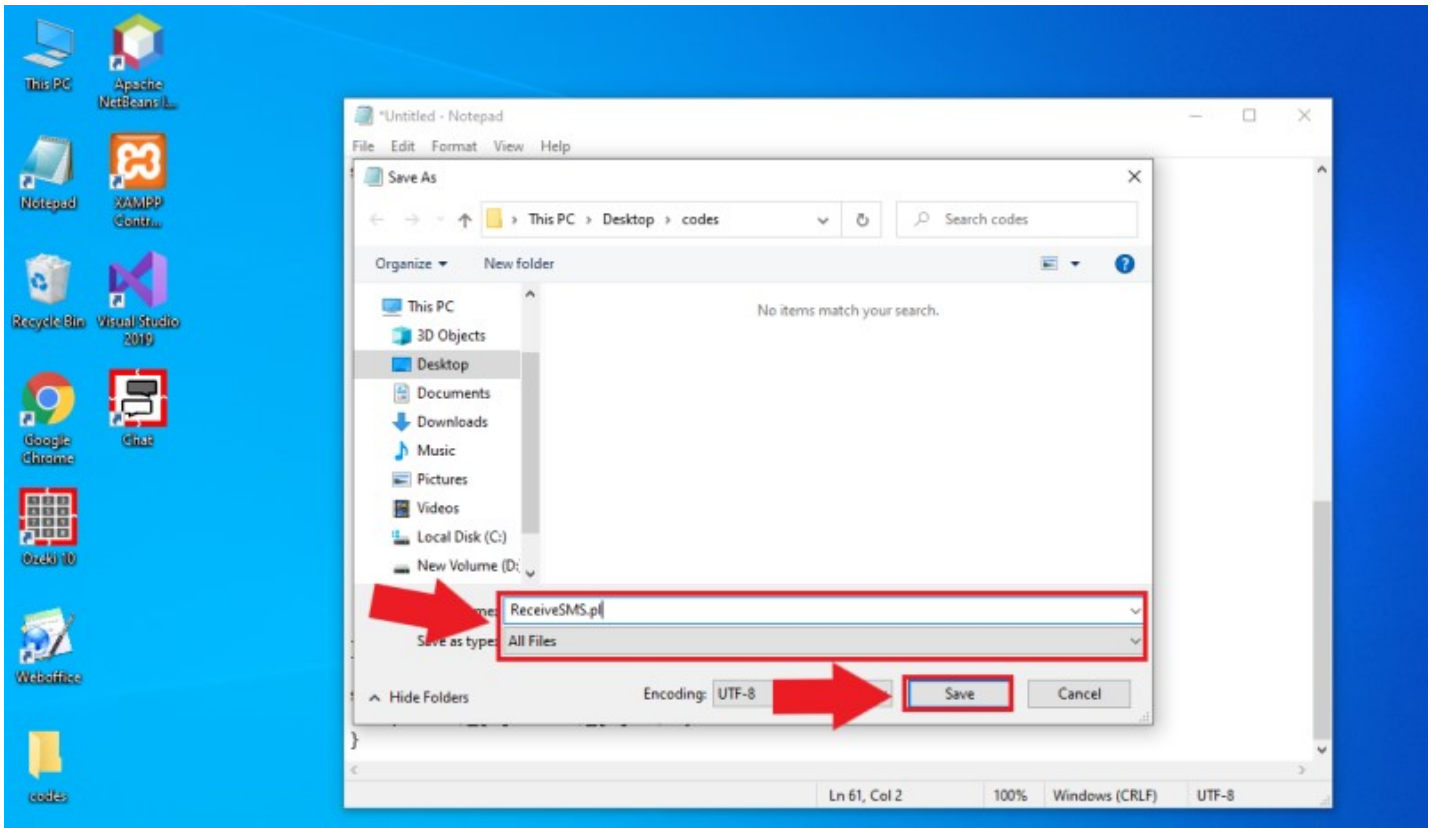 This PC
Apache
NetBeans I...
Notepad
XAMPP
Contr...
Recycle Bin
Visual Studio
2019
Google
Chrome
Chat
Ozeki 10
Weboffice
codes
*Untitled - Notepad
File Edit Format View Help
Save As
This PC > Desktop > codes
Search codes
Organize
New folder
This PC
3D Objects
Desktop
Documents
Downloads
Music
Pictures
Videos
Local Disk (C:)
New Volume (D:
No items match your search.
me: ReceiveSMS.pl
Save as type: All Files
Hide Folders
Encoding: UTF-8
Save
Cancel
}
Ln 61, Col 2
100%
Windows (CRLF)
UTF-8